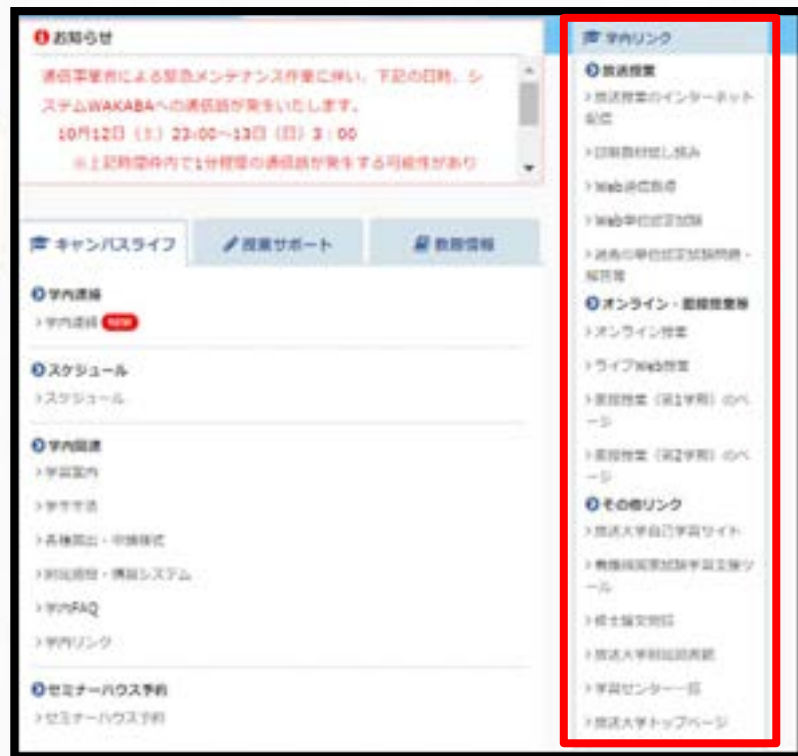 お知らせ
通信事業者による緊急メンテナンス作業に伴い、下記の日時、シ
ステムWAKABAへの通信断が発生いたします。
10月12日（土）23:00～13日（日）3：00
※上記時間枠内で1分程度の通信断が発生する可能性があり
キャンパスライフ
授業サポート
教務情報
学内連絡
学内連絡 NEW
スケジュール
スケジュール
学内関連
学習案内
学生生活
各種届出・申請様式
学内FAQ
学内リンク
セミナーハウス予約
セミナーハウス予約
学内リンク
放送授業
放送授業のインターネット
配信
印刷教材試し読み
Web通信指導
Web単位認定試験
過去の単位認定試験問題・
解答等
オンライン・面接授業等
オンライン授業
ライブWeb授業
面接授業（第1学期）のペ
ージ
面接授業（第2学期）のペ
ージ
その他リンク
放送大学自己学習サイト
看護師国家試験学習支援ツ
ール
修士論文
放送大学附属図書館
学習センター一覧
放送大学トップページ